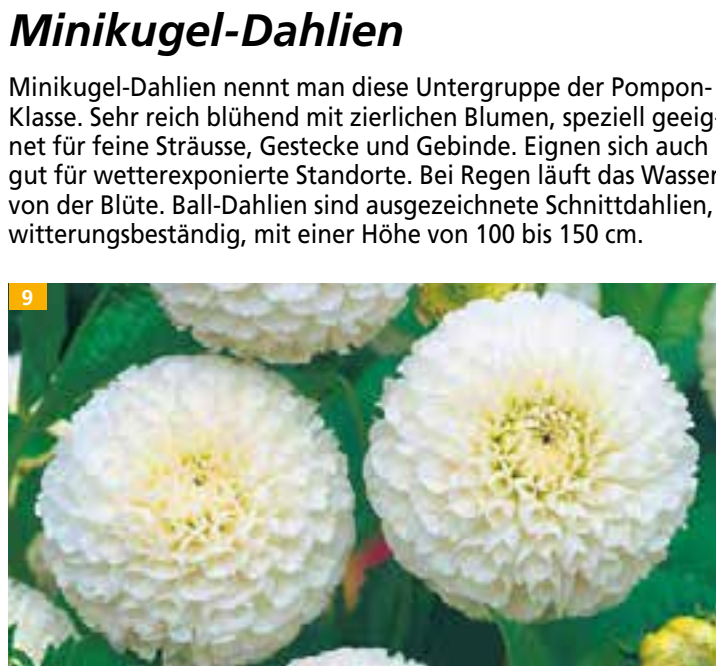 Minikugel-Dahlien
Minikugel-Dahlien nennt man diese Untergruppe der Pompon-
Klasse. Sehr reich blühend mit zierlichen Blumen, speziell geeig-
net für feine Sträusse, Gestecke und Gebinde. Eignen sich auch
gut für wetterexponierte Standorte. Bei Regen läuft das Wasser
von der Blüte. Ball-Dahlien sind ausgezeichnete Schnittdahlien,
witterungsbeständig, mit einer Höhe von 100 bis 150 cm.
9